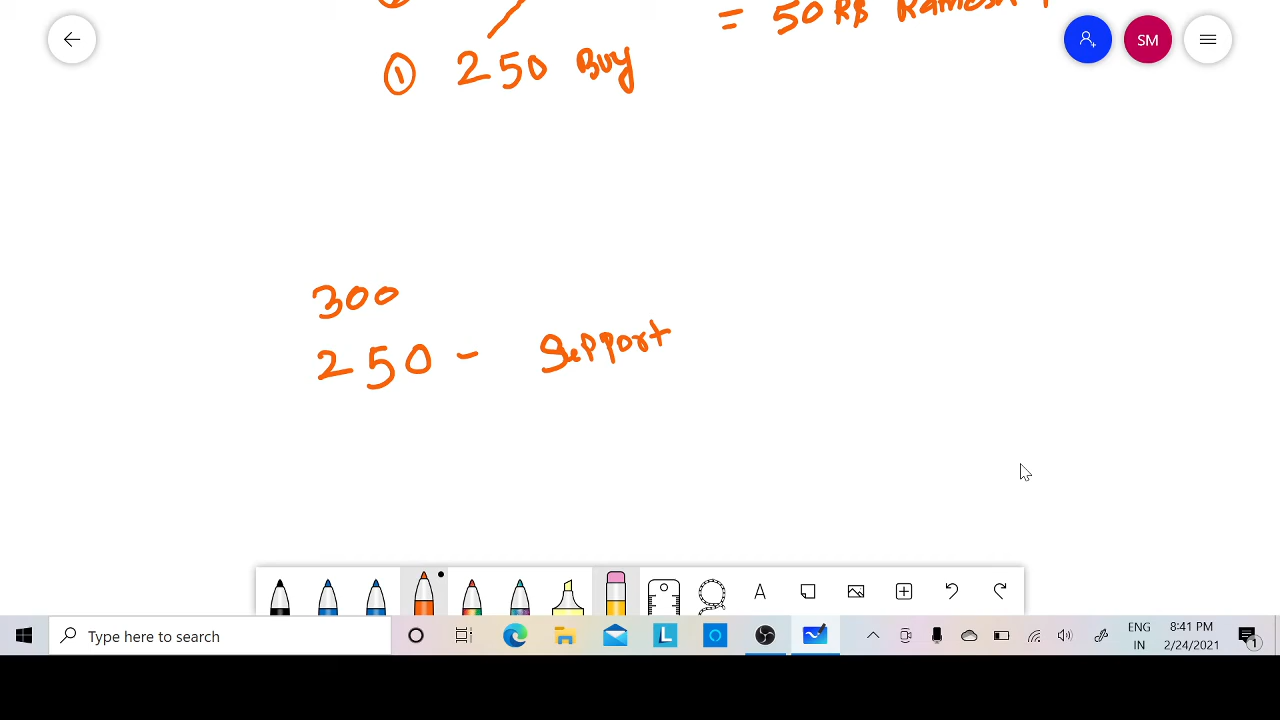 = 50 RS
① 250 Buy
SM
300
250 - Support
A
Type here to search
L
ENG
IN
8:41 PM
2/24/2021
1